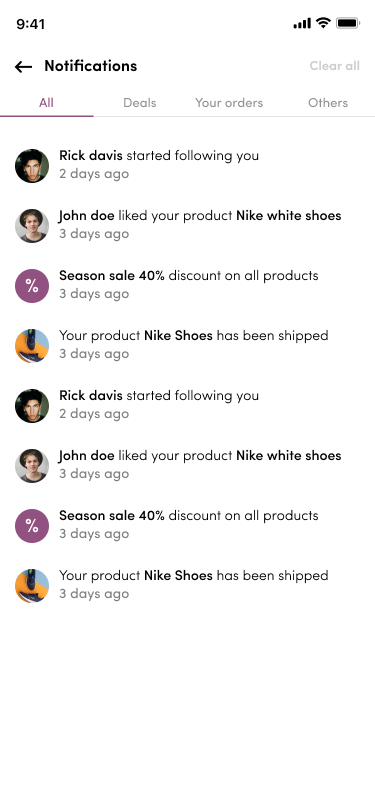 9:41
Notifications
Clear all
All
Deals
Your orders
Others
Rick davis started following you
2 days ago
John doe liked your product Nike white shoes
3 days ago
%
Season sale 40% discount on all products
3 days ago
Your product Nike Shoes has been shipped
3 days ago
Rick davis started following you
2 days ago
John doe liked your product Nike white shoes
3 days ago
%
Season sale 40% discount on all products
3 days ago
Your product Nike Shoes has been shipped
3 days ago